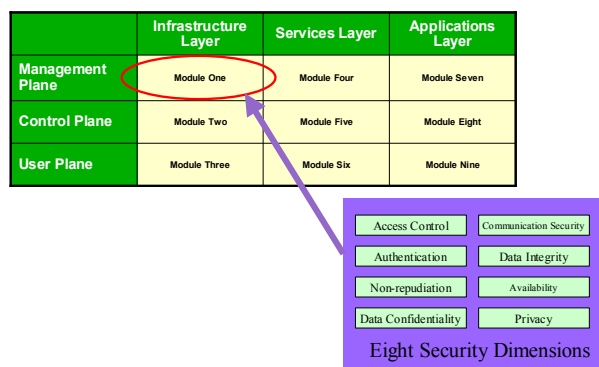 Infrastructure
Layer
Services Layer
Applications
Layer
Management
Plane
Module One
Module Four
Module Seven
Control Plane
Module Two
Module Five
Module Eight
User Plane
Module Three
Module Six
Module Nine
Access Control
Communication Security
Authentication
Data Integrity
Non-repudiation
Availability
Data Confidentiality
Privacy
Eight Security Dimensions